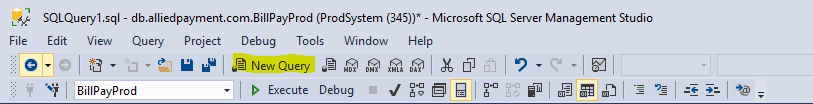 SQLQuery1.sql - db.alliedpayment.com.BillPayProd (ProdSystem (345))* - Microsoft SQL Server Management Studio
File Edit View Query Debug Tools Window Help
New Query MDX DMX XMLA DAX
BillPayProd Execute Debug